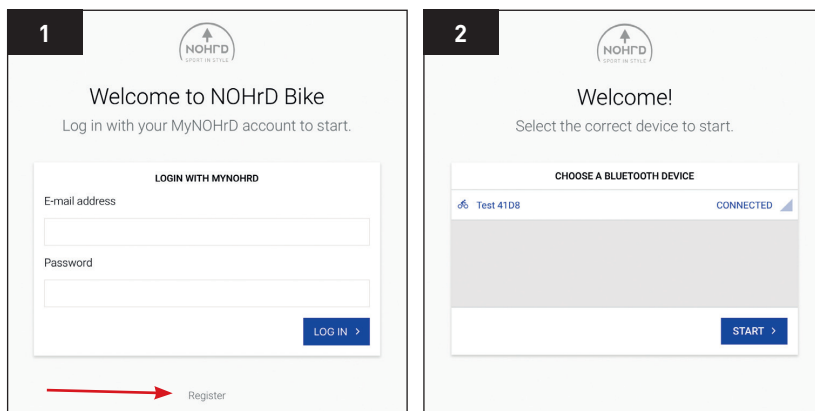 1
NOHrD
SPORT IN STYLE
Welcome to NOHrD Bike
Log in with your MyNOHrD account to start.
LOGIN WITH MYNOHRD
E-mail address
Password
LOG IN >
Register
2
NOHrD
SPORT IN STYLE
Welcome!
Select the correct device to start.
CHOOSE A BLUETOOTH DEVICE
Test 41D8 CONNECTED
START >